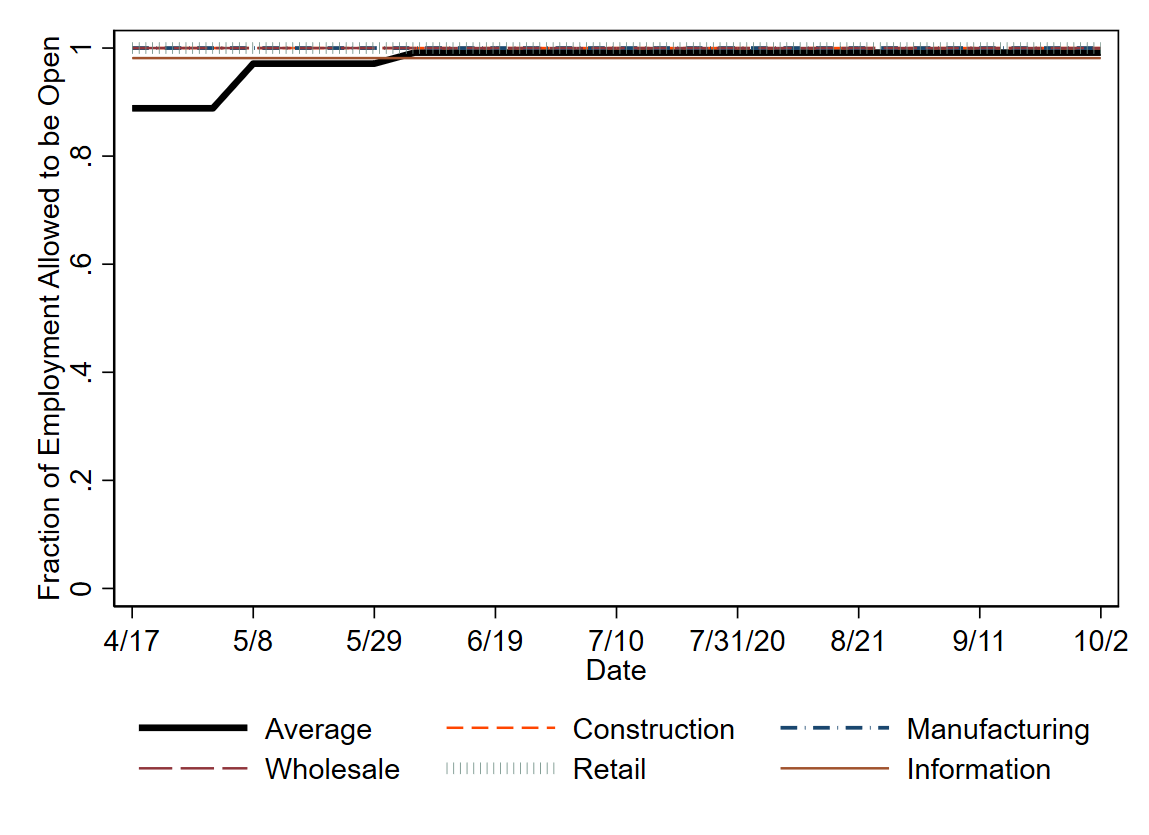 Fraction of Employment Allowed to be Open
1
.8
.6
.4
.2
0
4/17 5/8 5/29 6/19 7/10 7/31/20 8/21 9/11 10/2
Date
Average Construction Manufacturing
Wholesale Retail Information